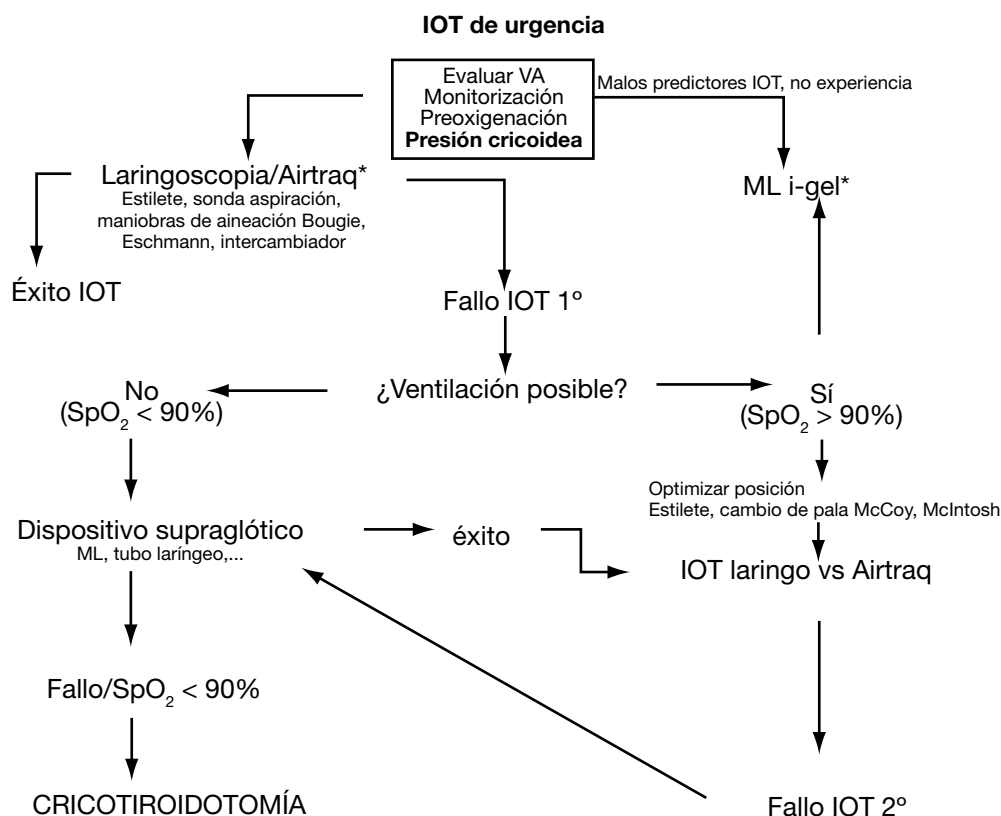 IOT de urgencia
Evaluar VA
Monitorización
Preoxigenación
Presión cricoidea
Malos predictores IOT, no experiencia
Laringoscopia/Airtraq*
Estilete, sonda aspiración,
maniobras de aineación Bougie,
Eschmann, intercambiador
ML i-gel*
Éxito IOT
Fallo IOT 1º
¿Ventilación posible?
No
(SpO₂ < 90%)
Sí
(SpO₂ > 90%)
Optimizar posición
Estilete, cambio de pala McCoy, McIntosh
Dispositivo supraglótico
ML, tubo laríngeo,...
éxito
IOT laringo vs Airtraq
Fallo/SpO₂ < 90%
CRICOTIROIDOTOMÍA
Fallo IOT 2º